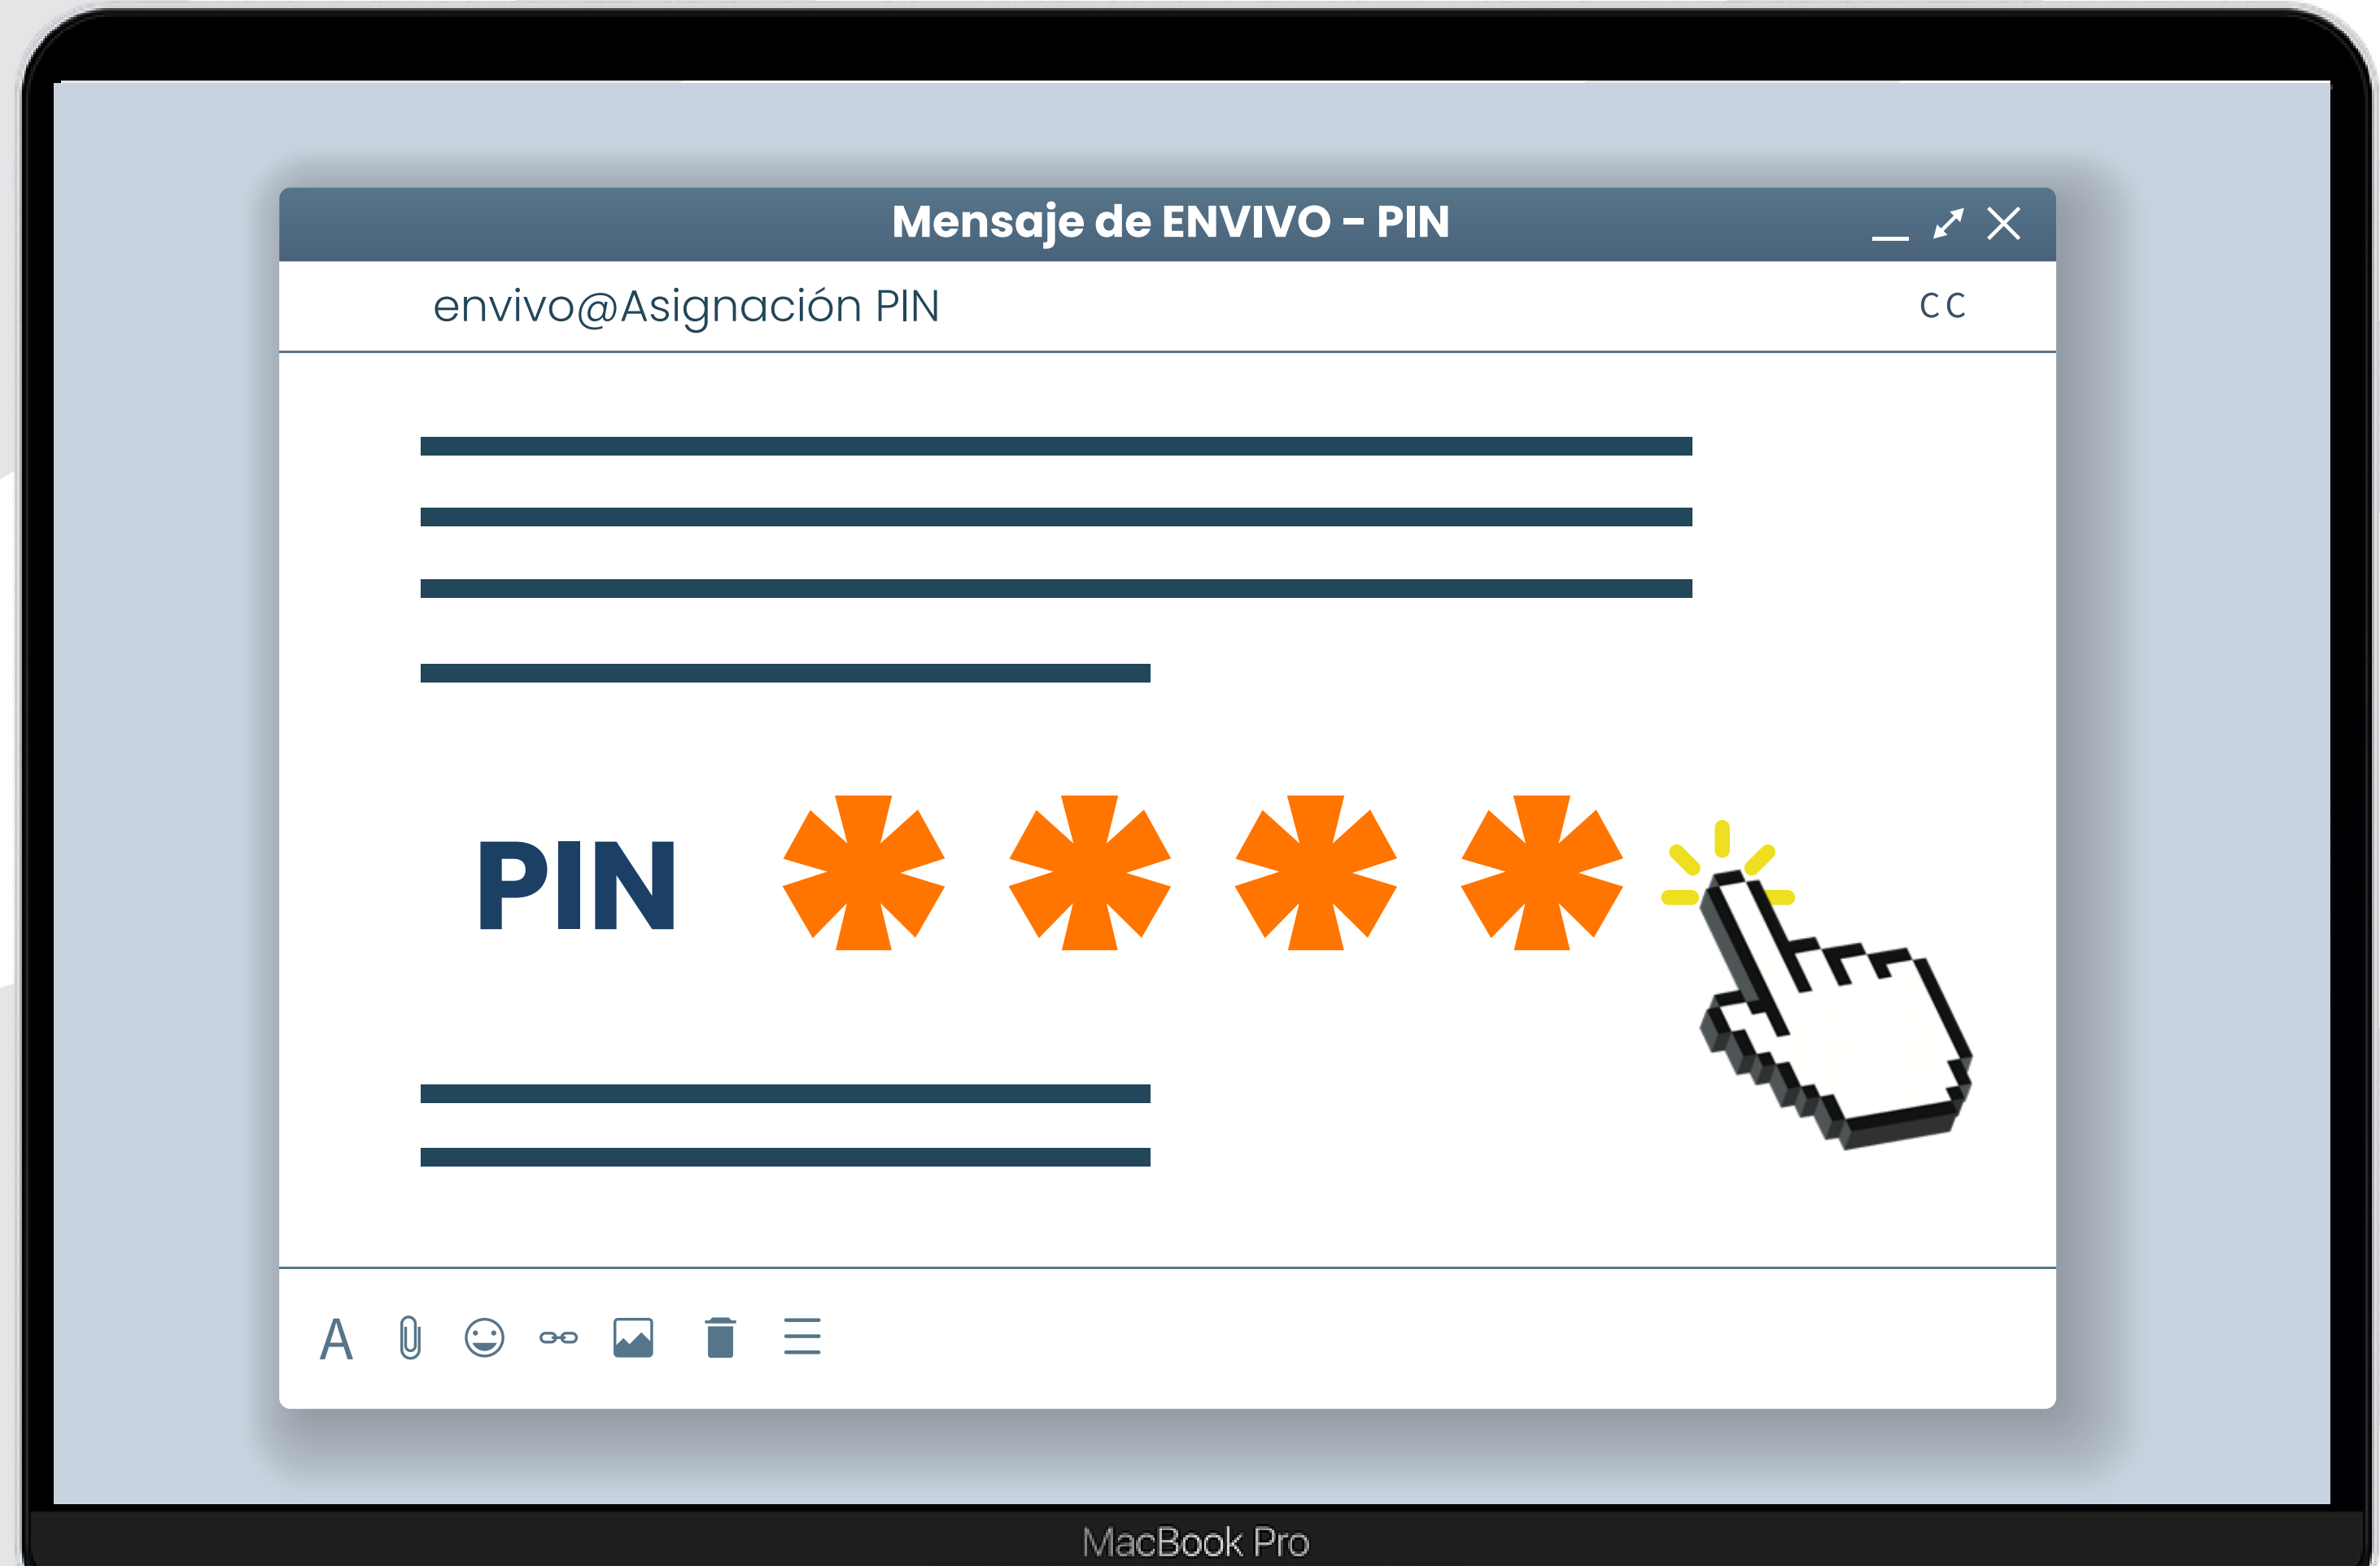 Mensaje de ENVIVO – PIN
envivo@Asignación PIN
CC
PIN ****
A
MacBook Pro